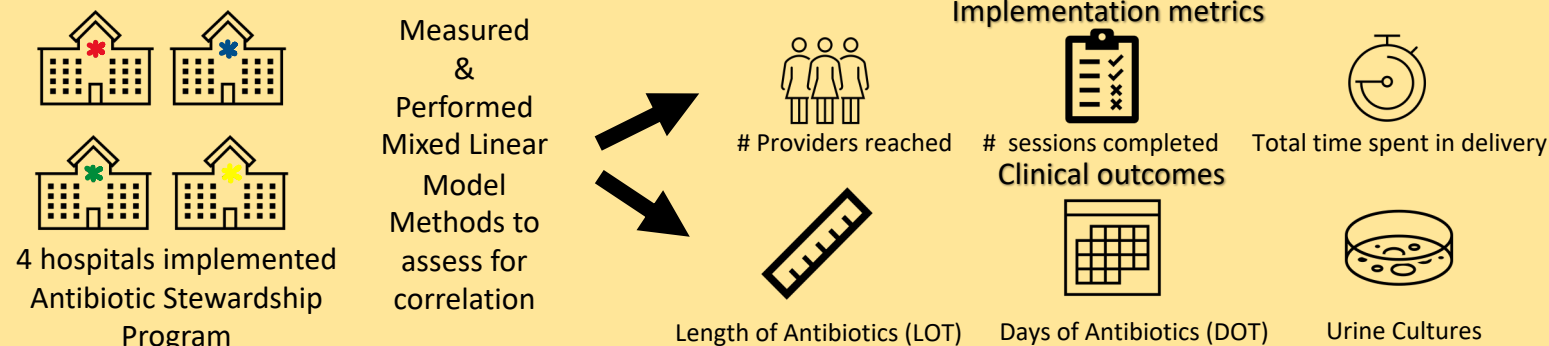 4 hospitals implemented
Antibiotic Stewardship
Program
Measured
&
Performed
Mixed Linear
Model
Methods to
assess for
correlation
Implementation metrics
# Providers reached
# sessions completed
Total time spent in delivery
Clinical outcomes
Length of Antibiotics (LOT)
Days of Antibiotics (DOT)
Urine Cultures